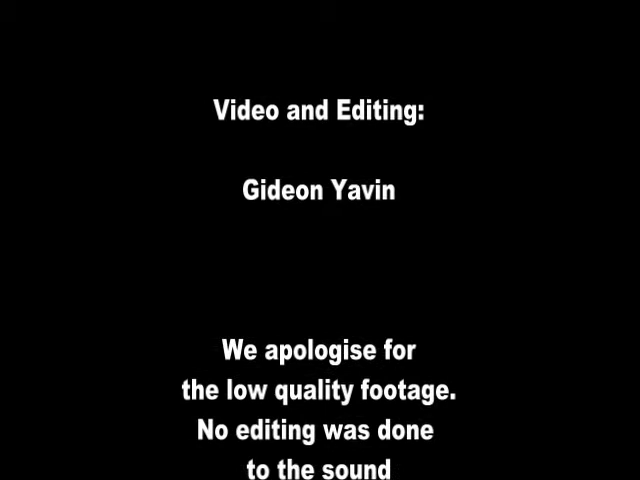 Video and Editing:
Gideon Yavin
We apologise for
the low quality footage.
No editing was done
to the sound